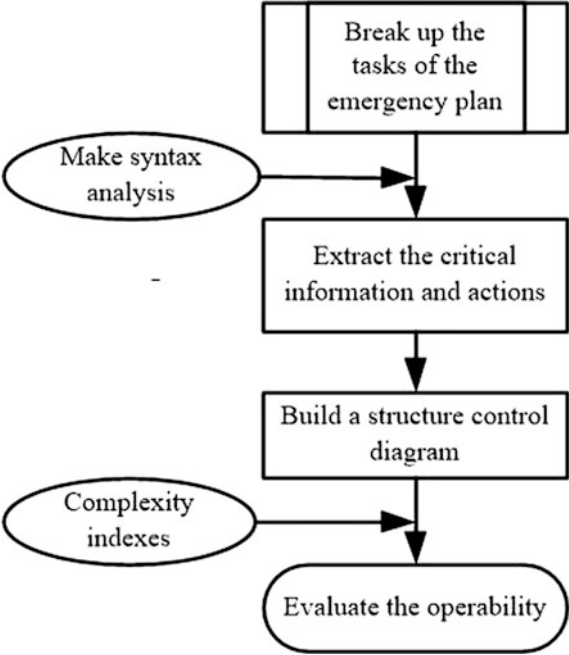 Break up the
tasks of the
emergency plan
Make syntax
analysis
Extract the critical
information and actions
Build a structure control
diagram
Complexity
indexes
Evaluate the operability